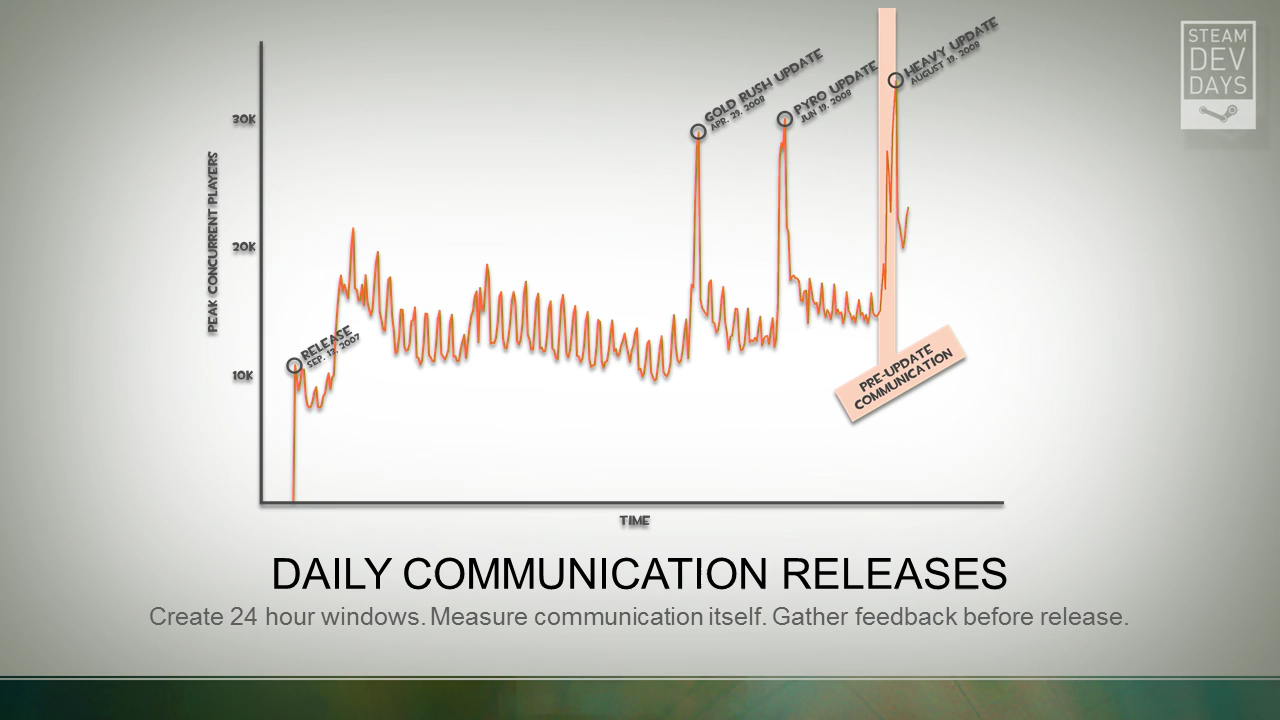 STEAM
DEV
DAYS
HEAVY UPDATE
AUGUST 19, 2008
GOLD RUSH UPDATE
APR. 29, 2008
PYRO UPDATE
JUN 19, 2008
30K
PEAK CONCURRENT PLAYERS
20K
RELEASE
SEP. 17, 2007
10K
PRE-UPDATE
COMMUNICATION
TIME
DAILY COMMUNICATION RELEASES
Create 24 hour windows. Measure communication itself. Gather feedback before release.